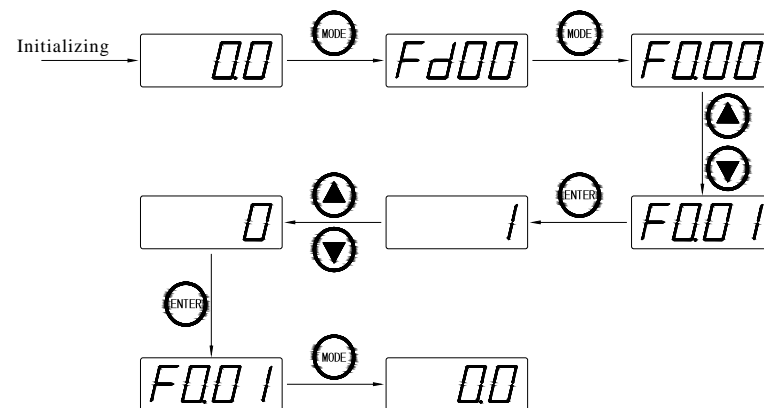 Initializing
0.0 MODE Fd00 MODE F0.00
0 ENTER 1 F0.01
ENTER
F0.01 MODE 0.0